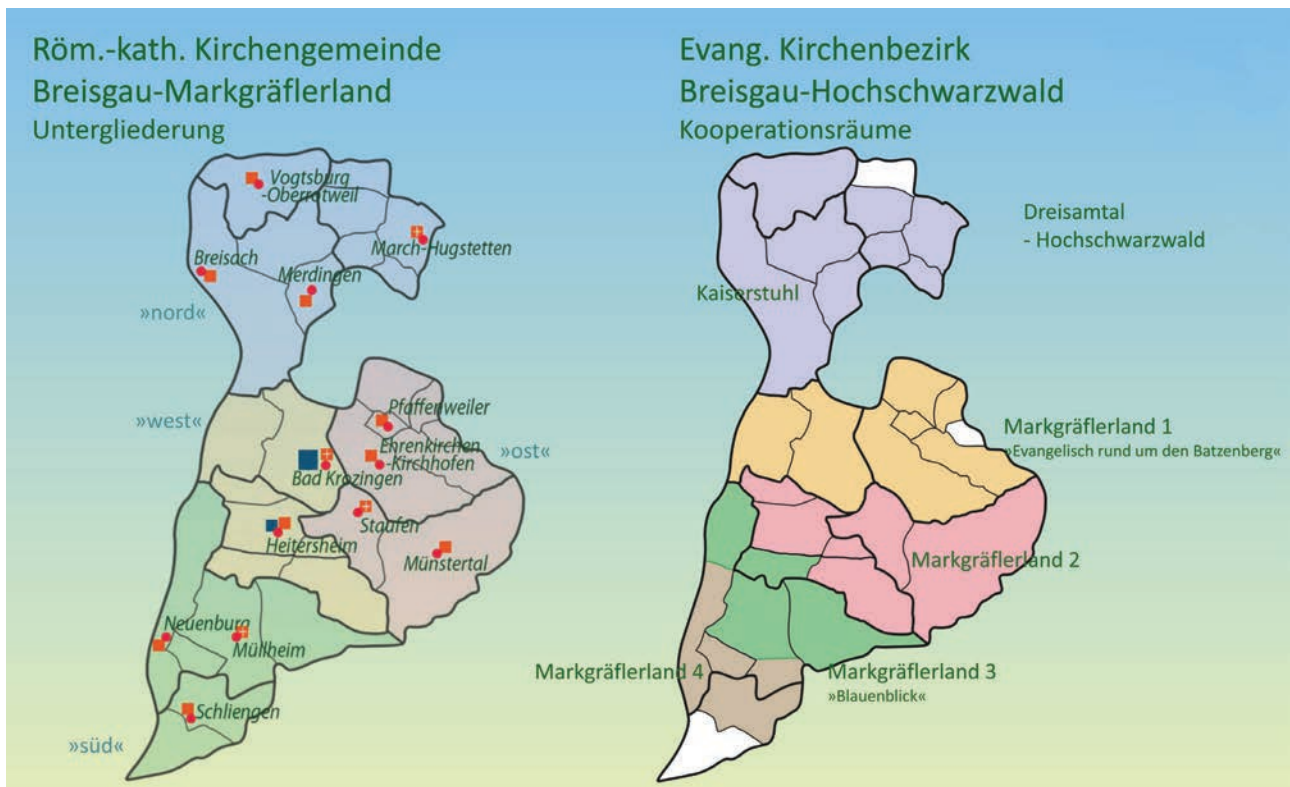 Röm.-kath. Kirchengemeinde
Breisgau-Markgräflerland
Untergliederung
Vogtsburg
-Oberrotweil
March-Hugstetten
Breisach
Merdingen
»nord«
»west«
Pfaffenweiler
Ehrenkirchen
-Kirchhofen
»ost«
Bad Krozingen
Staufen
Heitersheim
Münstertal
Neuenburg
Müllheim
Schliengen
»süd«
Evang. Kirchenbezirk
Breisgau-Hochschwarzwald
Kooperationsräume
Dreisamtal
- Hochschwarzwald
Kaiserstuhl
Markgräflerland 1
»Evangelisch rund um den Batzenberg«
Markgräflerland 2
Markgräflerland 4
Markgräflerland 3
»Blauenblick«